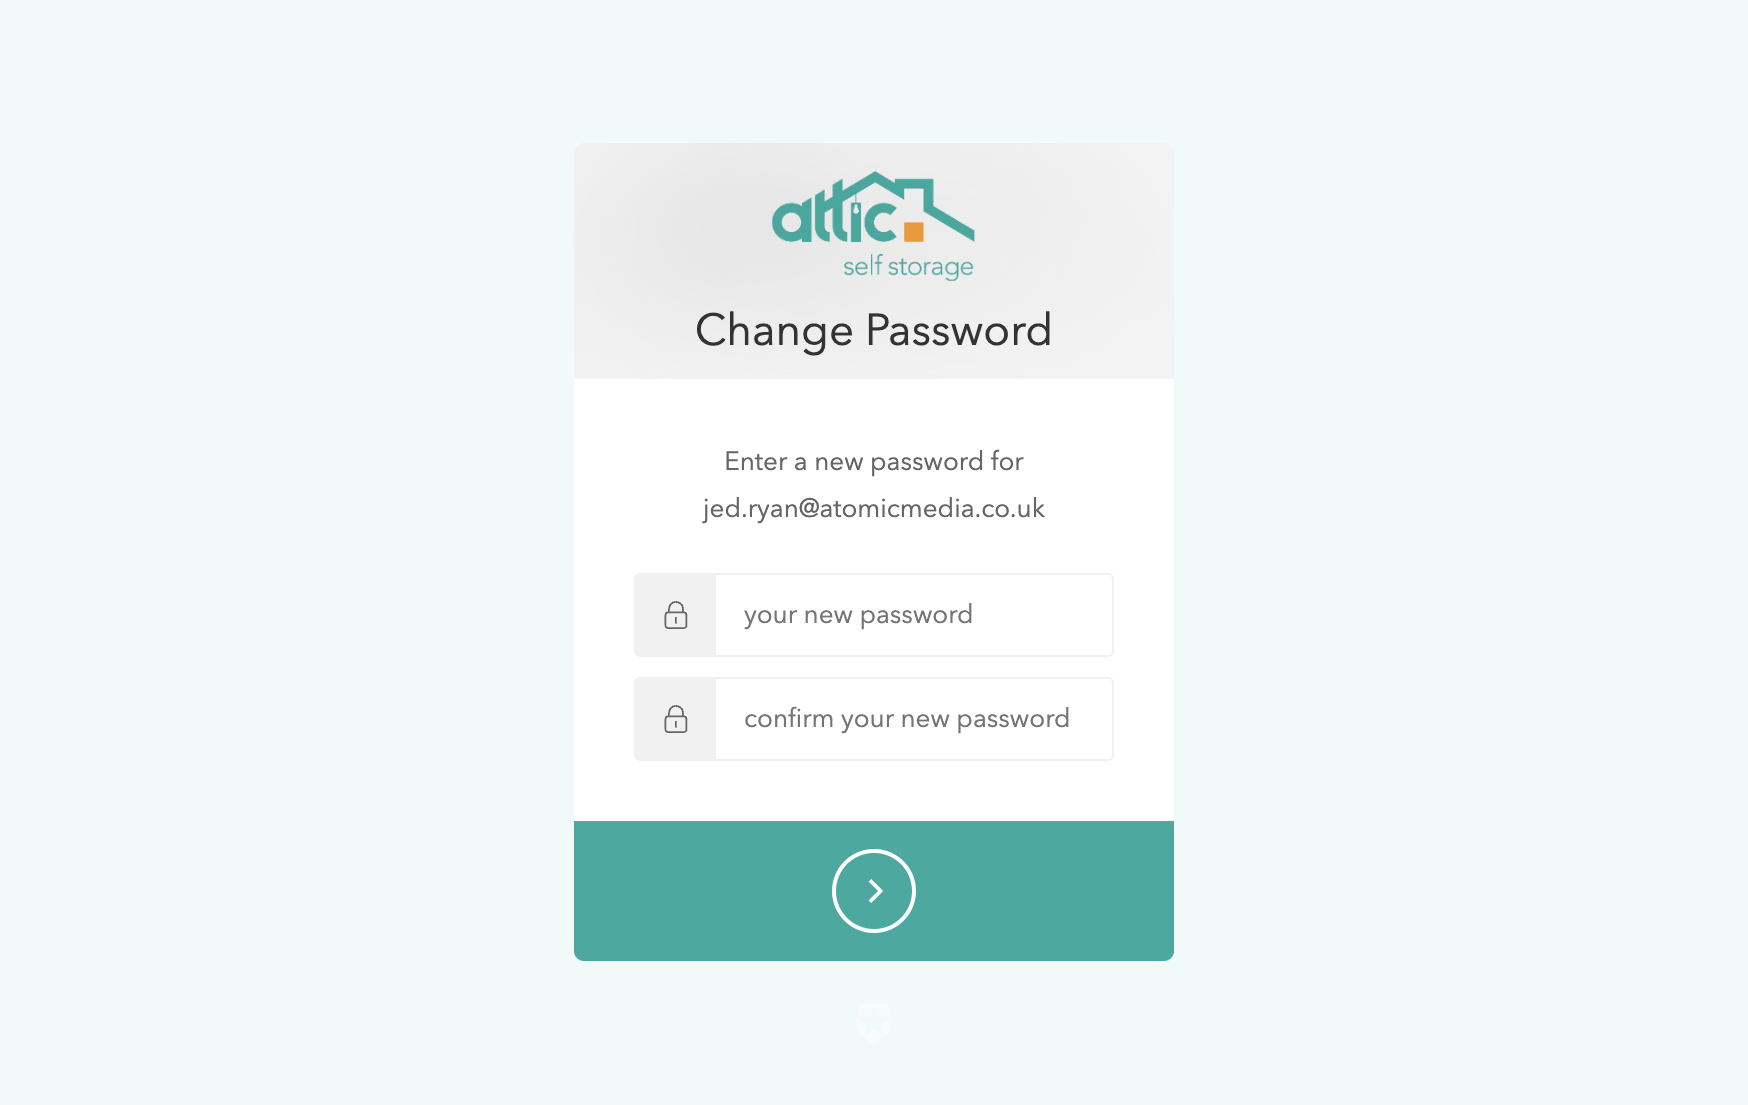 attic
self storage
Change Password
Enter a new password for
jed.ryan@atomicmedia.co.uk
your new password
confirm your new password